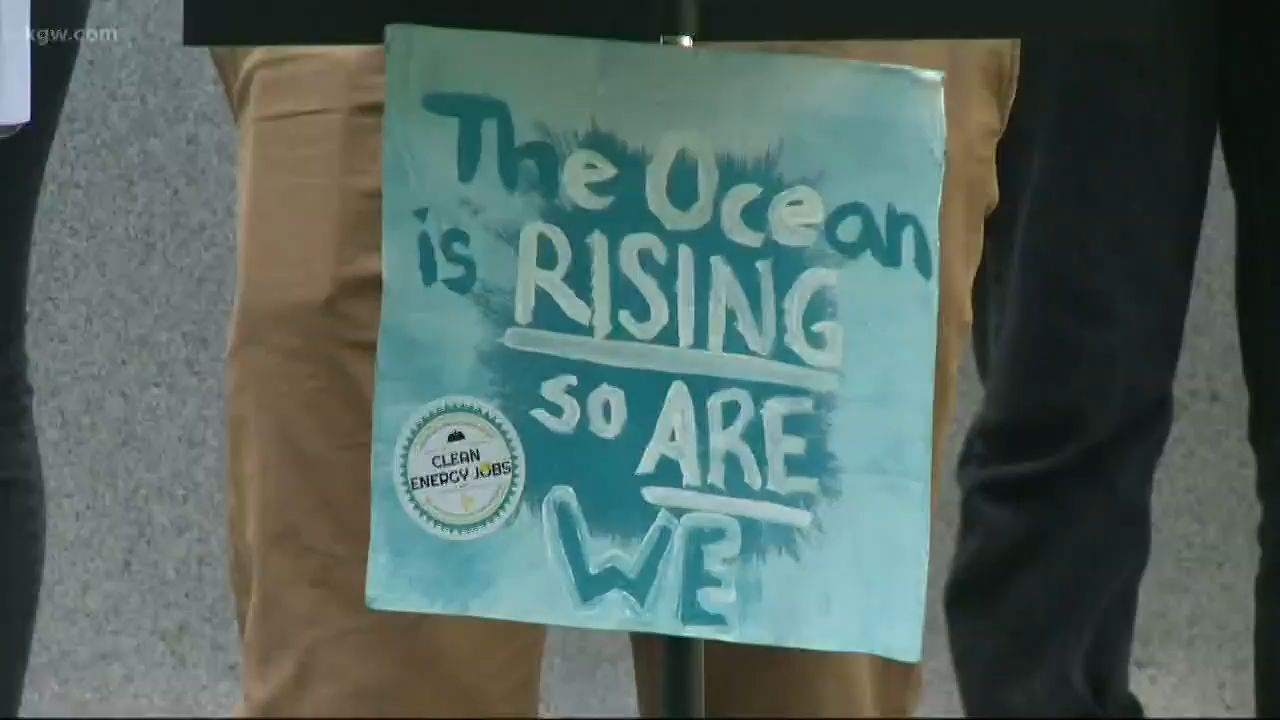 kgw.com
The Ocean
is RISING
so ARE
WE
CLEAN
ENERGY JOBS